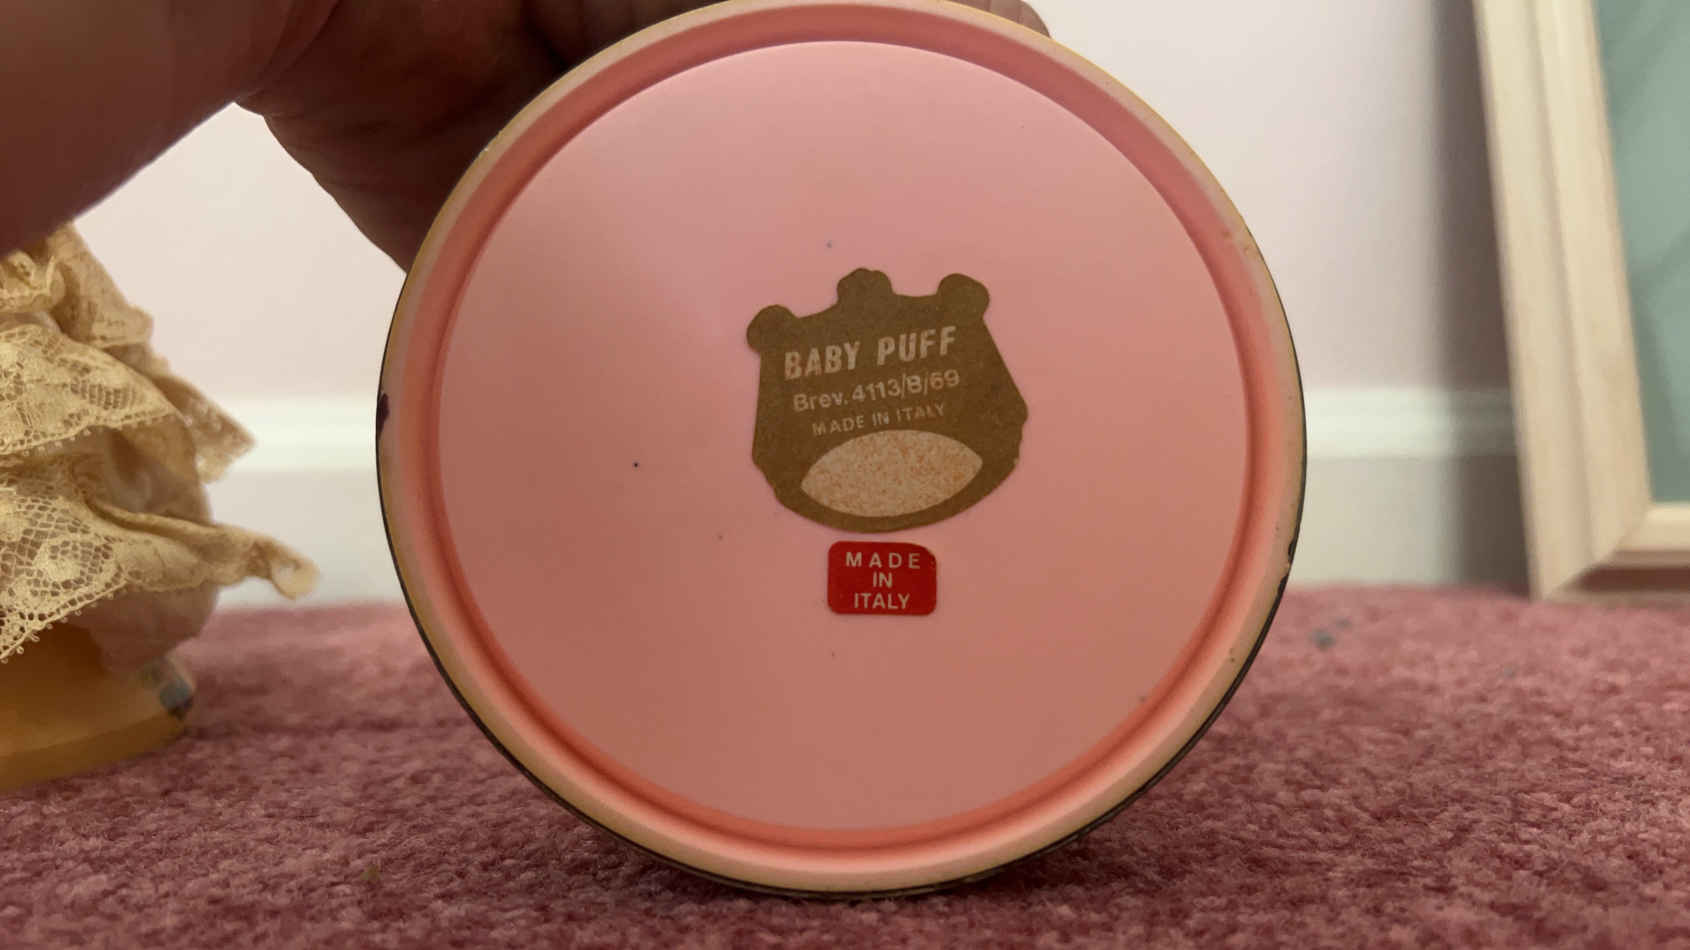 BABY PUFF
Brev. 4113/B/69
MADE IN ITALY
MADE
IN
ITALY